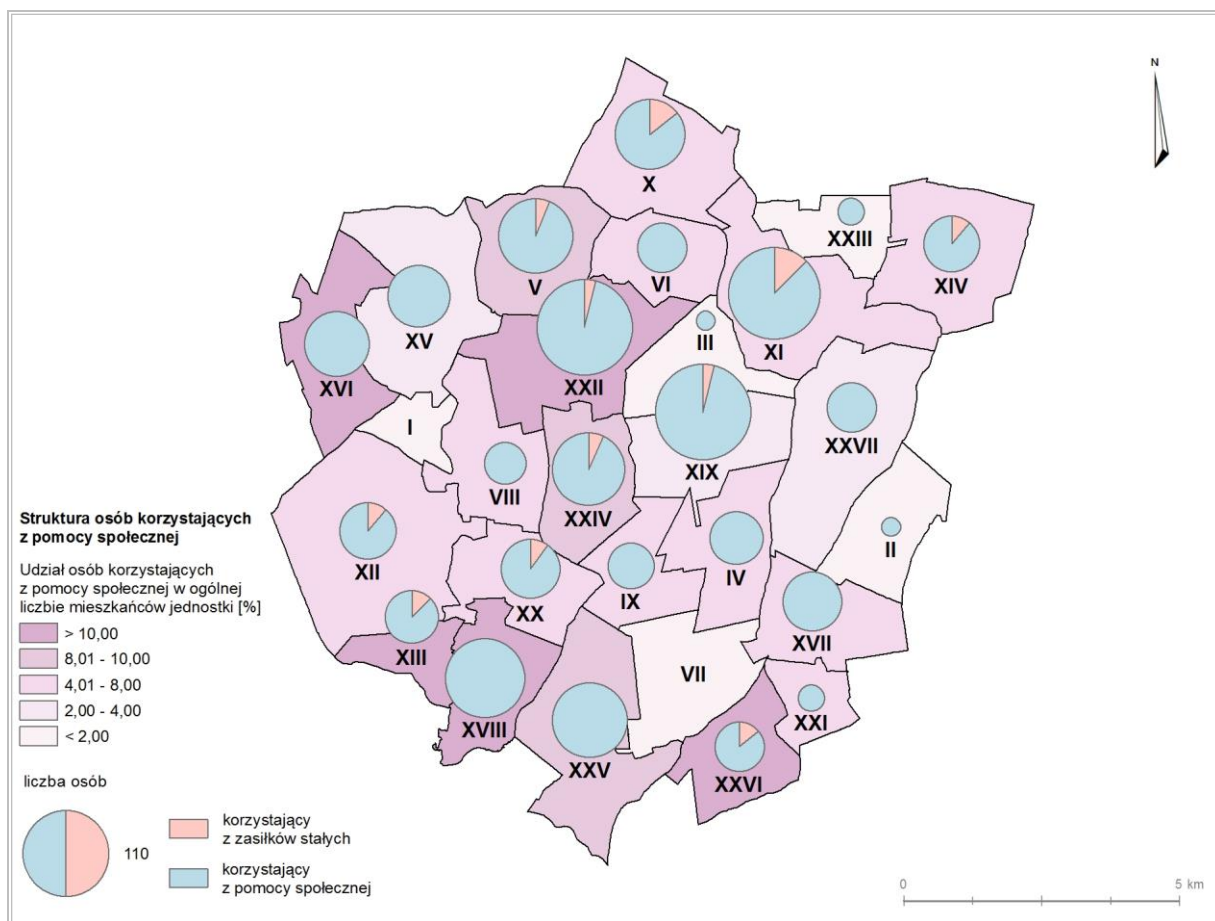 N
X
XXIII
XIV
V
VI
XI
III
XV
XVI
XXII
I
XXVII
XIX
VIII
XXIV
II
XII
IV
XX
IX
XVII
XIII
VII
XXI
XVIII
XXV
XXVI
Struktura osób korzystających
z pomocy społecznej
Udział osób korzystających
z pomocy społecznej w ogólnej
liczbie mieszkańców jednostki [%]
> 10,00
8,01 - 10,00
4,01 - 8,00
2,00 - 4,00
< 2,00
liczba osób
110
korzystający
z zasiłków stałych
korzystający
z pomocy społecznej
0 5 km